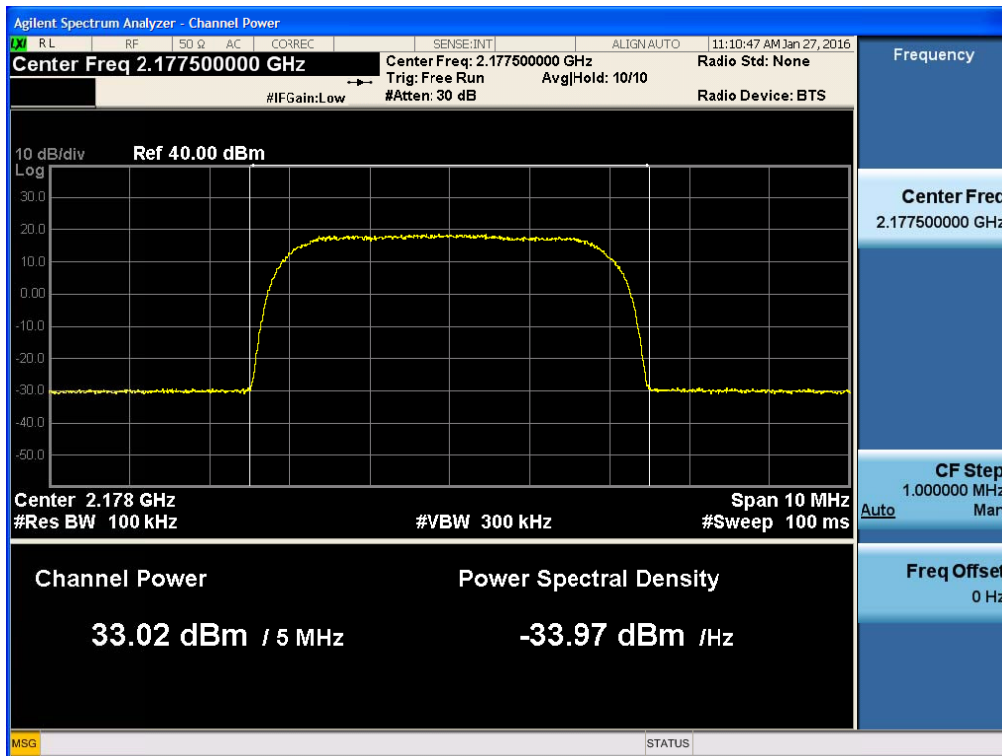 Agilent Spectrum Analyzer - Channel Power
LXI RL RF 50 Ω AC CORREC SENSE:INT ALIGN AUTO 11:10:47 AM Jan 27, 2016
Center Freq 2.177500000 GHz
Center Freq: 2.177500000 GHz Radio Std: None
Trig: Free Run Avg|Hold: 10/10
#IFGain:Low #Atten: 30 dB Radio Device: BTS
10 dB/div Ref 40.00 dBm
Log
30.0
20.0
10.0
0.00
-10.0
-20.0
-30.0
-40.0
-50.0
Center 2.178 GHz Span 10 MHz
#Res BW 100 kHz #VBW 300 kHz #Sweep 100 ms
Channel Power Power Spectral Density
33.02 dBm / 5 MHz -33.97 dBm /Hz
Frequency
Center Freq
2.177500000 GHz
CF Step
1.000000 MHz
Auto Man
Freq Offset
0 Hz
MSG STATUS